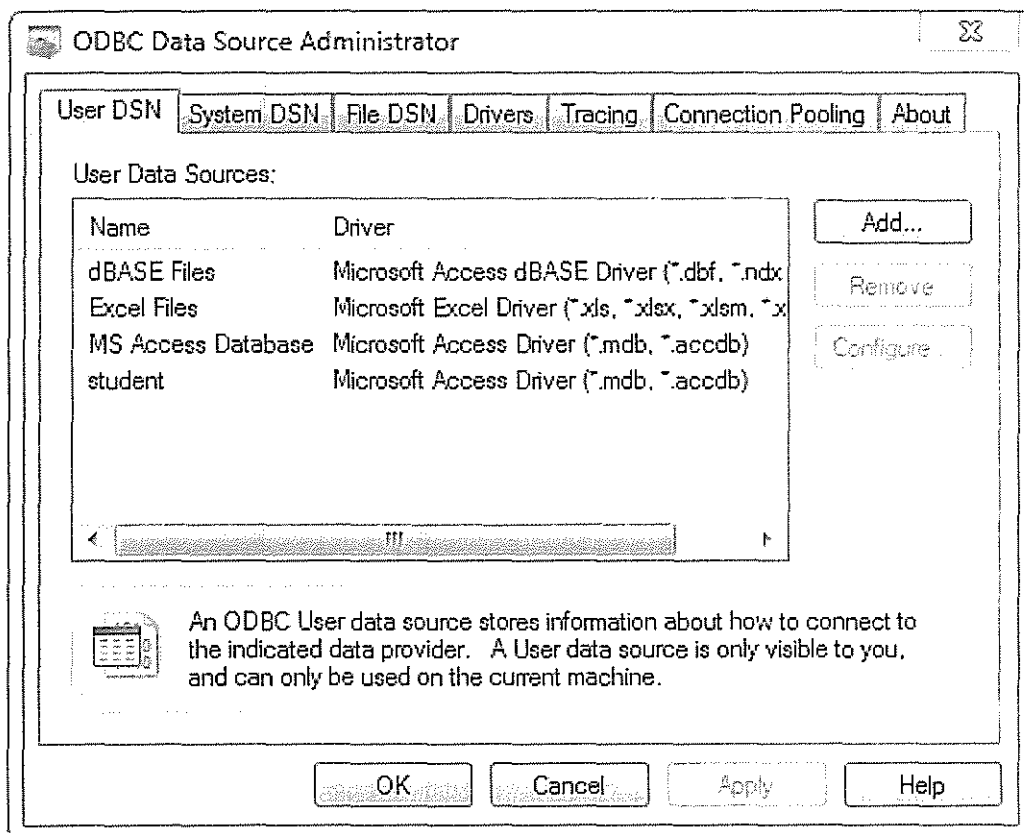 ODBC Data Source Administrator
User DSN System DSN File DSN Drivers Tracing Connection Pooling About
User Data Sources:
Name Driver
dBASE Files Microsoft Access dBASE Driver (*.dbf, *.ndx
Excel Files Microsoft Excel Driver (*.xls, *.xlsx, *.xlsm, *.x
MS Access Database Microsoft Access Driver (*.mdb, *.accdb)
student Microsoft Access Driver (*.mdb, *.accdb)
Add...
Remove
Configure...
An ODBC User data source stores information about how to connect to
the indicated data provider. A User data source is only visible to you,
and can only be used on the current machine.
OK Cancel Apply Help